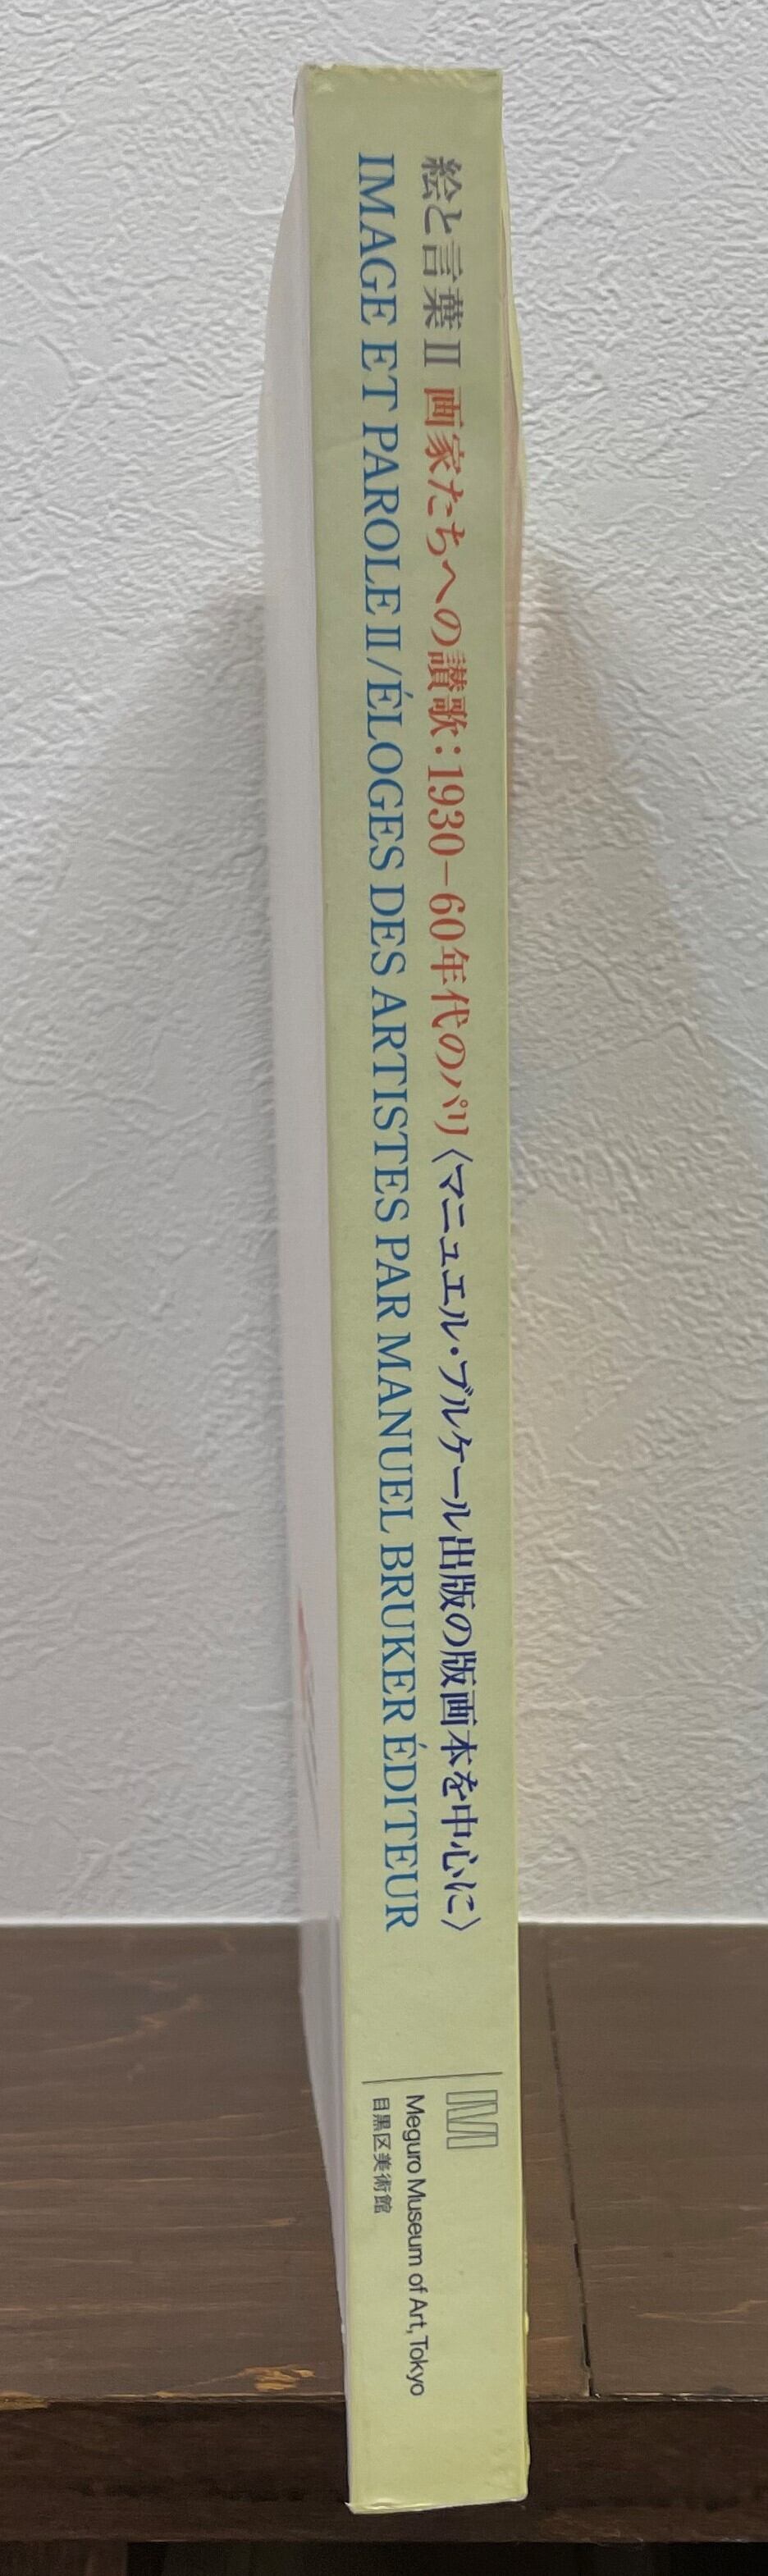 絵と言葉II 画家たちへの讃歌：1930−60年代のパリ〈マニュエル・ブルケール出版の版画本を中心に〉
IMAGE ET PAROLE II/ÉLOGES DES ARTISTES PAR MANUEL BRUKER ÉDITEUR
M
Meguro Museum of Art, Tokyo
目黒区美術館